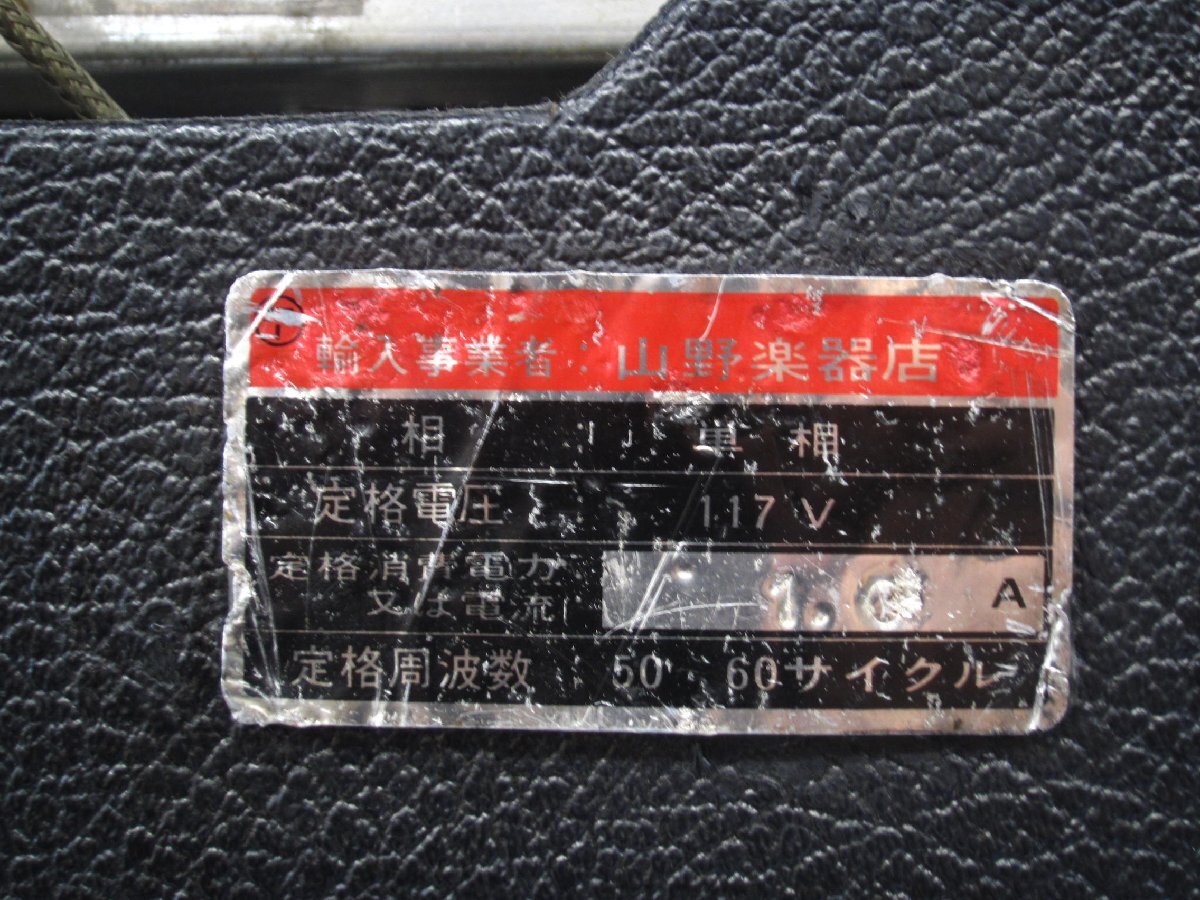 〒
輸入事業者:山野楽器店
相 単 相
定格電圧 117 V
定格消費電力 A
又は電流
定格周波数 50 60サイクル